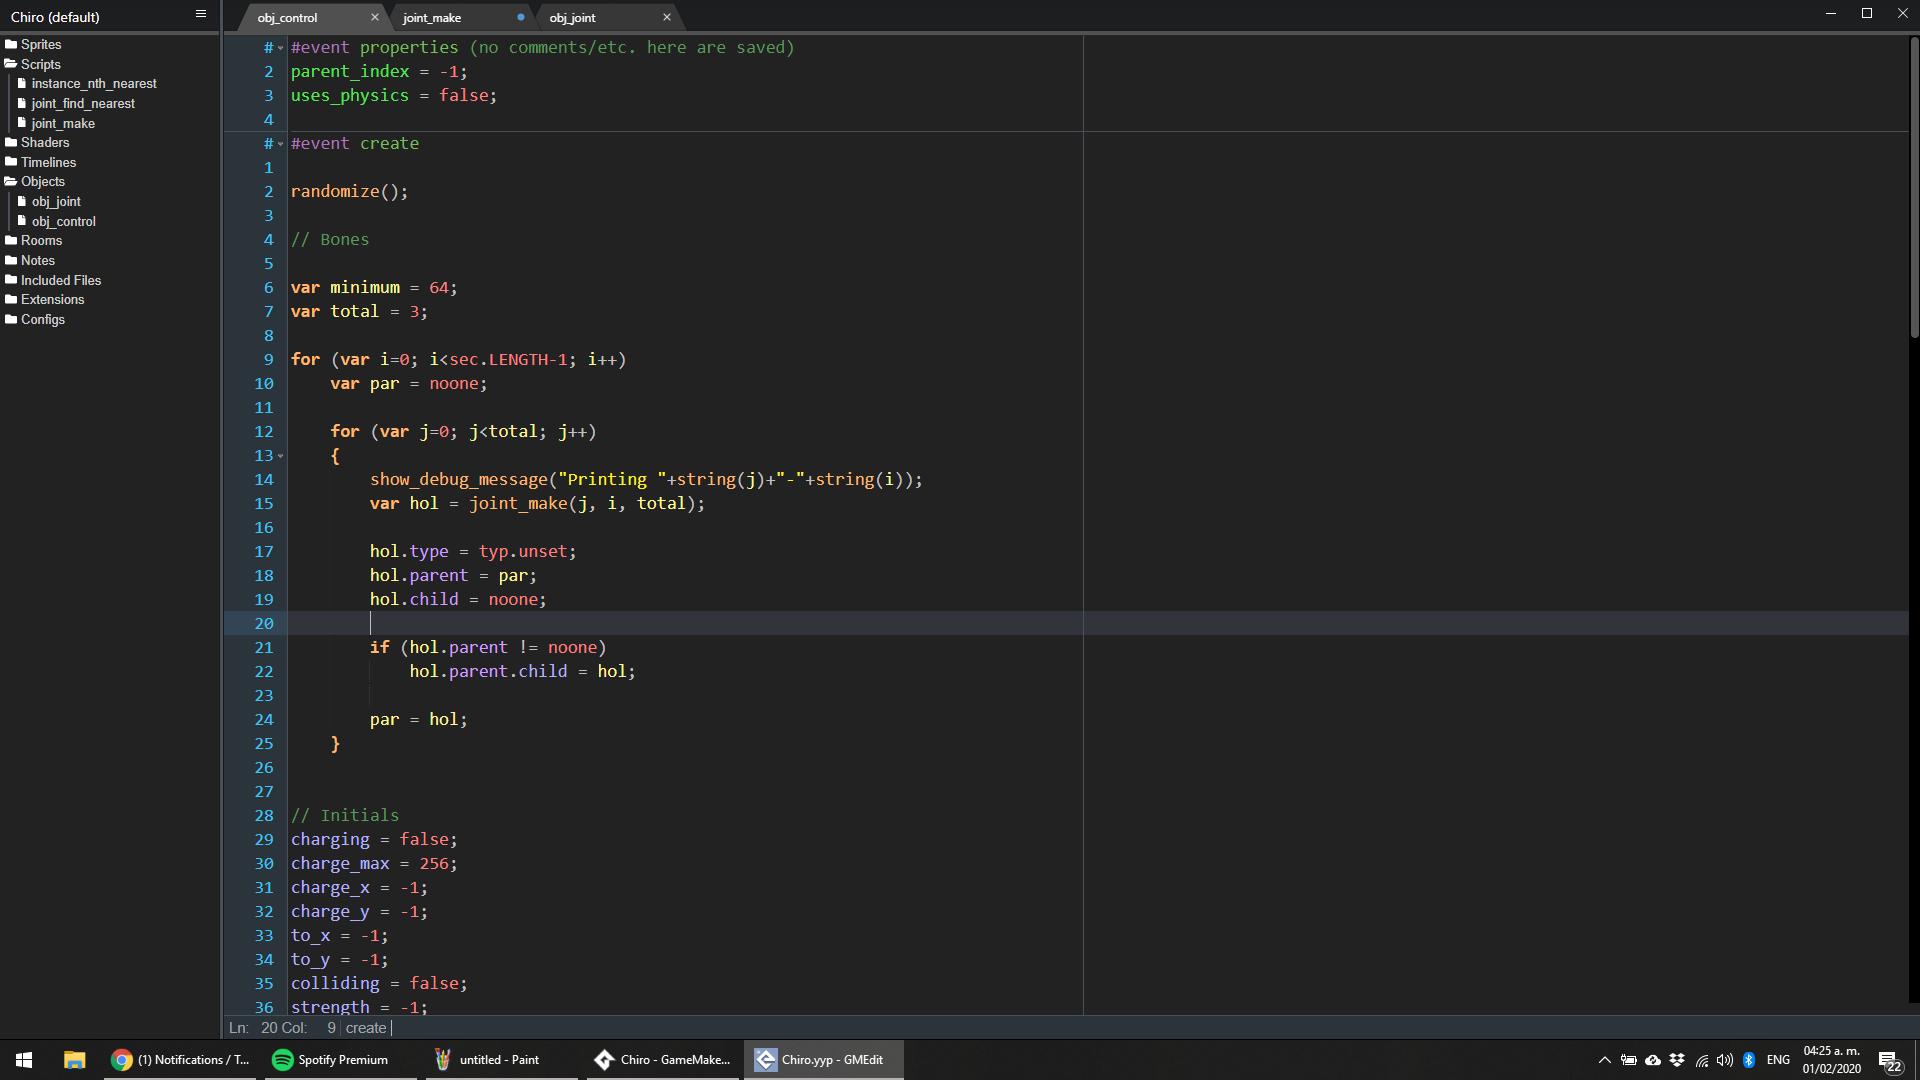 Chiro (default)
Sprites
Scripts
instance_nth_nearest
joint_find_nearest
joint_make
Shaders
Timelines
Objects
obj_joint
obj_control
Rooms
Notes
Included Files
Extensions
Configs
obj_control × joint_make obj_joint ×
# #event properties (no comments/etc. here are saved)
2 parent_index = -1;
3 uses_physics = false;
4
# #event create
1
2 randomize();
3
4 // Bones
5
6 var minimum = 64;
7 var total = 3;
8
9 for (var i=0; i<sec.LENGTH-1; i++)
10 var par = noone;
11
12 for (var j=0; j<total; j++)
13 {
14 show_debug_message("Printing "+string(j)+"-"+string(i));
15 var hol = joint_make(j, i, total);
16
17 hol.type = typ.unset;
18 hol.parent = par;
19 hol.child = noone;
20
21 if (hol.parent != noone)
22 hol.parent.child = hol;
23
24 par = hol;
25 }
26
27
28 // Initials
29 charging = false;
30 charge_max = 256;
31 charge_x = -1;
32 charge_y = -1;
33 to_x = -1;
34 to_y = -1;
35 colliding = false;
36 strength = -1;
Ln: 20 Col: 9 create
(1) Notifications / T... Spotify Premium untitled - Paint Chiro - GameMake... Chiro.yyp - GMEdit ENG 04:25 a. m. 22
01/02/2020